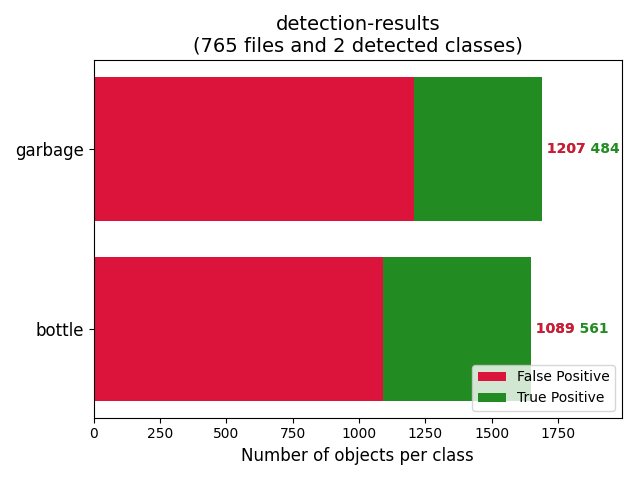 detection-results
(765 files and 2 detected classes)
garbage
1207 484
bottle
1089 561
False Positive
True Positive
0 250 500 750 1000 1250 1500 1750
Number of objects per class